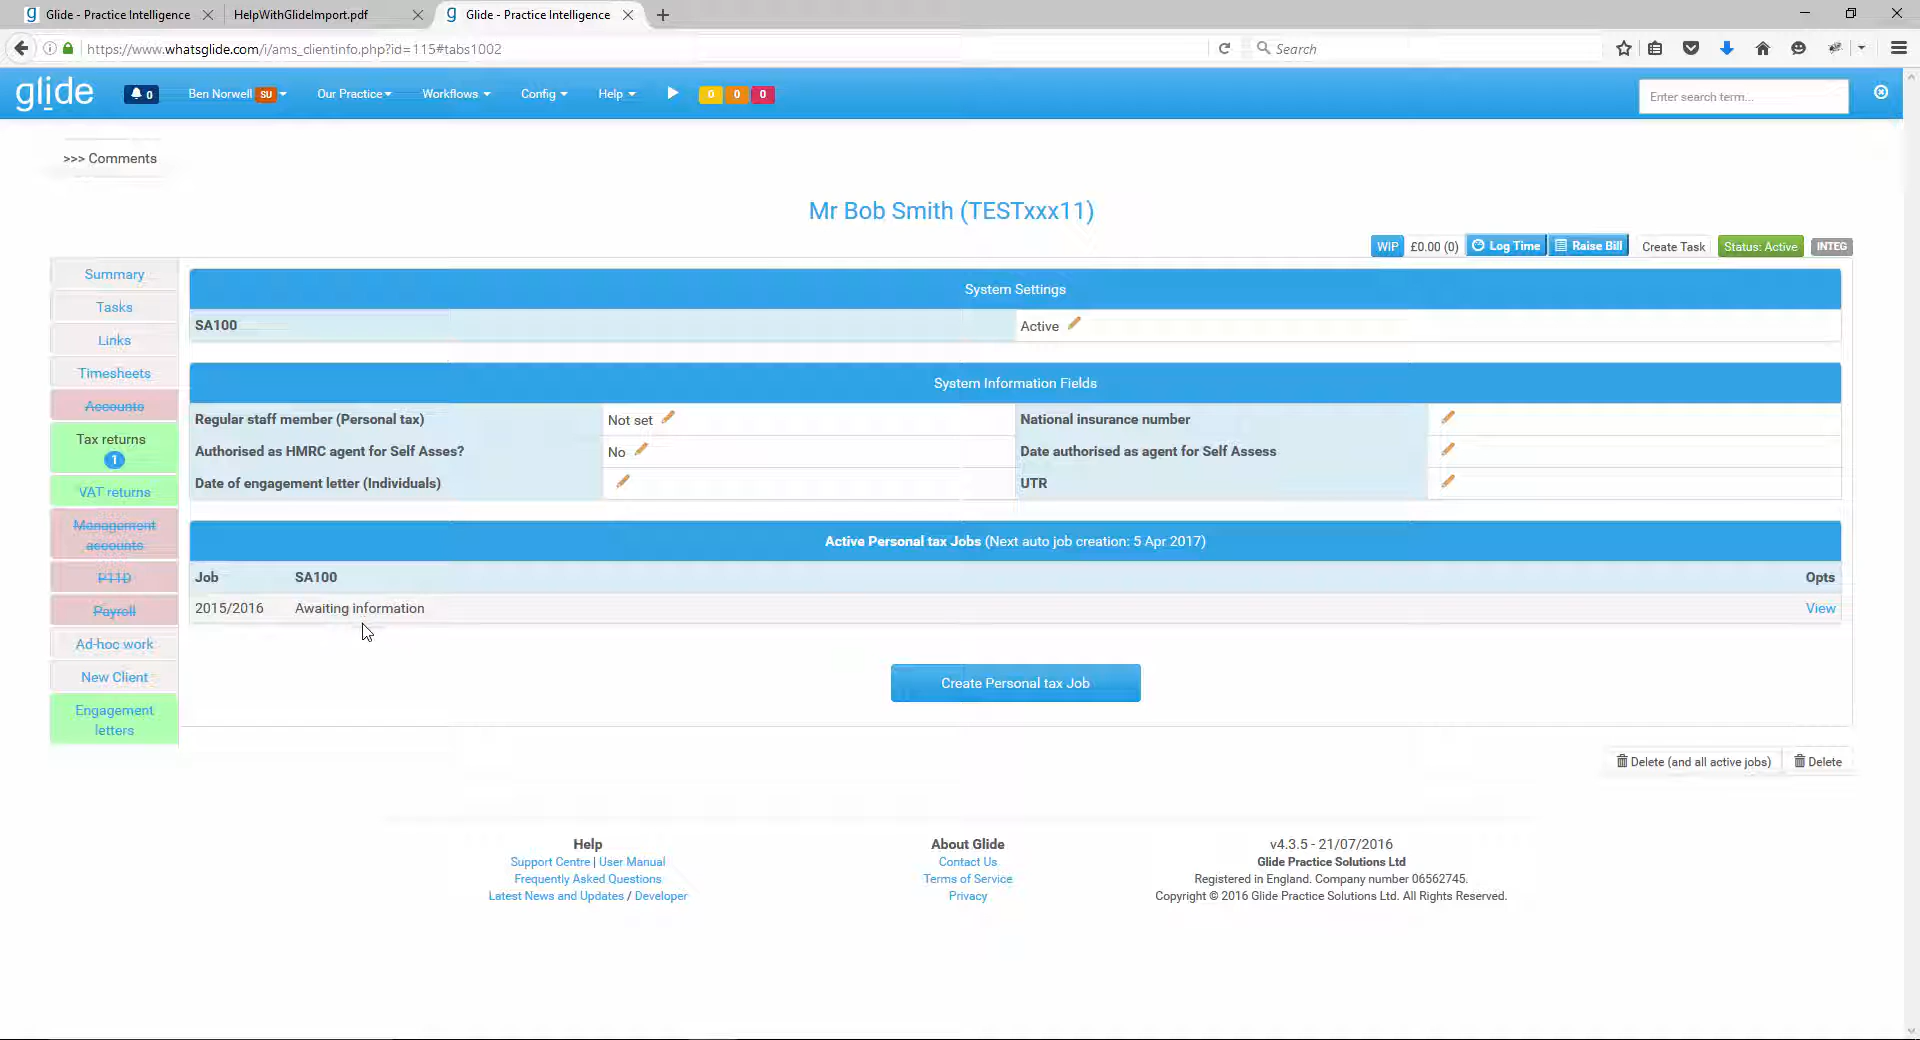 Glide - Practice Intelligence
HelpWithGlideImport.pdf
Glide - Practice Intelligence
https://www.whatsglide.com/i/ams_clientinfo.php?id=115#tabs1002
Search
glide
0
Ben Norwell SU
Our Practice
Workflows
Config
Help
0 0 0
Enter search term...
>>> Comments
Mr Bob Smith (TESTxxx11)
WIP £0.00 (0) Log Time Raise Bill Create Task Status: Active INTEG
Summary
Tasks
Links
Timesheets
Accounts
Tax returns
1
VAT returns
Management
accounts
P11D
Payroll
Ad-hoc work
New Client
Engagement
letters
System Settings
SA100 Active
System Information Fields
Regular staff member (Personal tax) Not set National insurance number
Authorised as HMRC agent for Self Asses? No Date authorised as agent for Self Assess
Date of engagement letter (Individuals) UTR
Active Personal tax Jobs (Next auto job creation: 5 Apr 2017)
Job SA100 Opts
2015/2016 Awaiting information View
Create Personal tax Job
Delete (and all active jobs) Delete
Help
Support Centre | User Manual
Frequently Asked Questions
Latest News and Updates / Developer
About Glide
Contact Us
Terms of Service
Privacy
v4.3.5 - 21/07/2016
Glide Practice Solutions Ltd
Registered in England. Company number 06562745.
Copyright © 2016 Glide Practice Solutions Ltd. All Rights Reserved.